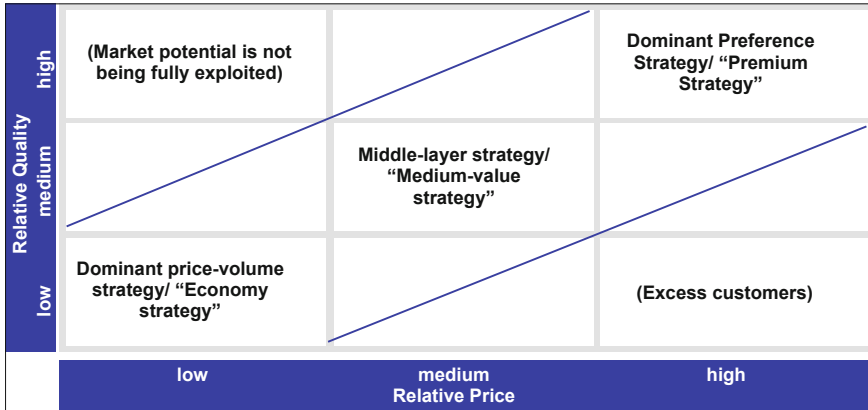 Relative Quality
high
medium
low
(Market potential is not
being fully exploited)
Dominant Preference
Strategy/ “Premium
Strategy”
Middle-layer strategy/
“Medium-value
strategy”
Dominant price-volume
strategy/ “Economy
strategy”
(Excess customers)
low
medium
high
Relative Price